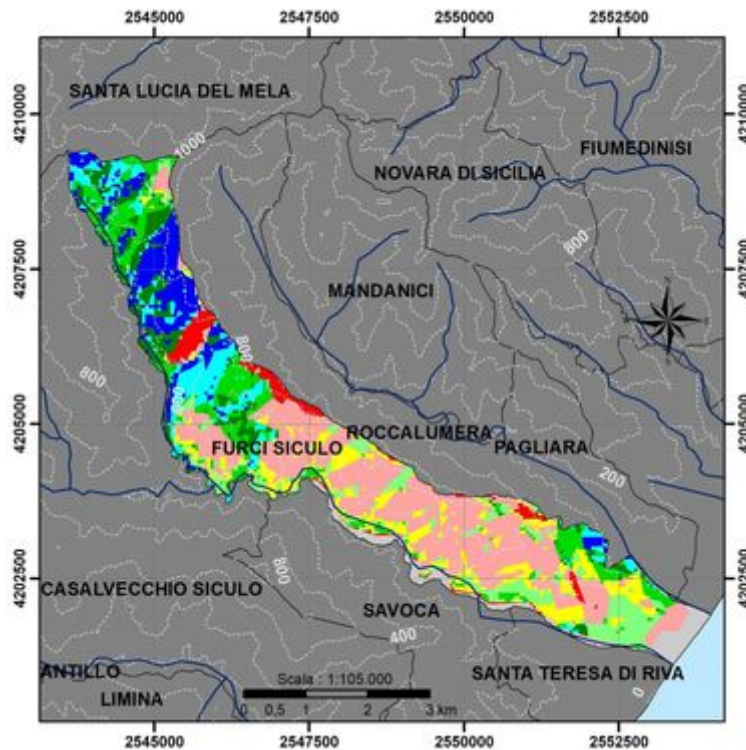 2545000 2547500 2550000 2552500
4210000 4210000
SANTA LUCIA DEL MELA
1000
FIUMEDINISI
NOVARA DI SICILIA
800
4207500 4207500
MANDANICI
800
800
4205000 4205000
ROCCALUMERA
FURCI SICULO
PAGLIARA
200
800
4202500 4202500
CASALVECCHIO SICULO
SAVOCA
400
ANTILLO
SANTA TERESA DI RIVA
Scala : 1:105.000
LIMINA
0 0,5 1 2 3 km
0
2545000 2547500 2550000 2552500